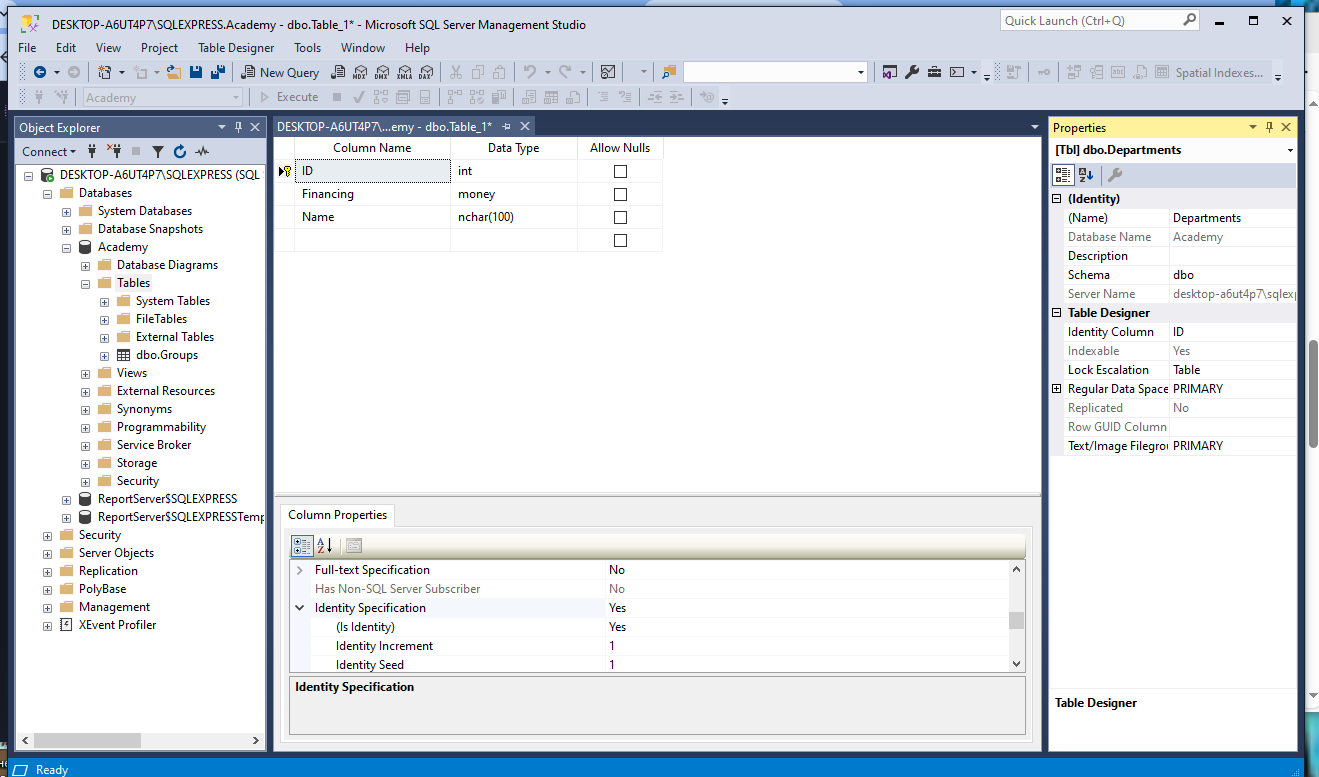 DESKTOP-A6UT4P7\SQLEXPRESS.Academy - dbo.Table_1* - Microsoft SQL Server Management Studio
Quick Launch (Ctrl+Q)
File Edit View Project Table Designer Tools Window Help
New Query MDX DMX XMLA DAX Spatial Indexes...
Academy Execute
Object Explorer
Connect
DESKTOP-A6UT4P7\SQLEXPRESS (SQL S
Databases
System Databases
Database Snapshots
Academy
Database Diagrams
Tables
System Tables
FileTables
External Tables
dbo.Groups
Views
External Resources
Synonyms
Programmability
Service Broker
Storage
Security
ReportServer$SQLEXPRESS
ReportServer$SQLEXPRESSTemp
Security
Server Objects
Replication
PolyBase
Management
XEvent Profiler
DESKTOP-A6UT4P7\...emy - dbo.Table_1*
Column Name Data Type Allow Nulls
ID int
Financing money
Name nchar(100)
Column Properties
Full-text Specification No
Has Non-SQL Server Subscriber No
Identity Specification Yes
(Is Identity) Yes
Identity Increment 1
Identity Seed 1
Identity Specification
Properties
[Tbl] dbo.Departments
(Identity)
(Name) Departments
Database Name Academy
Description
Schema dbo
Server Name desktop-a6ut4p7\sqlexp
Table Designer
Identity Column ID
Indexable Yes
Lock Escalation Table
Regular Data Space PRIMARY
Replicated No
Row GUID Column
Text/Image Filegro PRIMARY
Table Designer
Ready